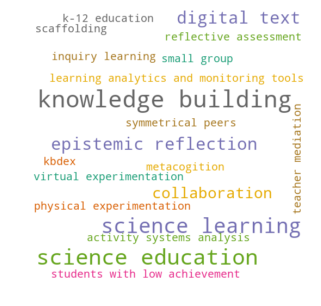 k-12 education
digital text
scaffolding
reflective assessment
inquiry learning
small group
learning analytics and monitoring tools
knowledge building
symmetrical peers
teacher mediation
epistemic reflection
kbdex
metacogition
virtual experimentation
collaboration
physical experimentation
science learning
activity systems analysis
science education
students with low achievement